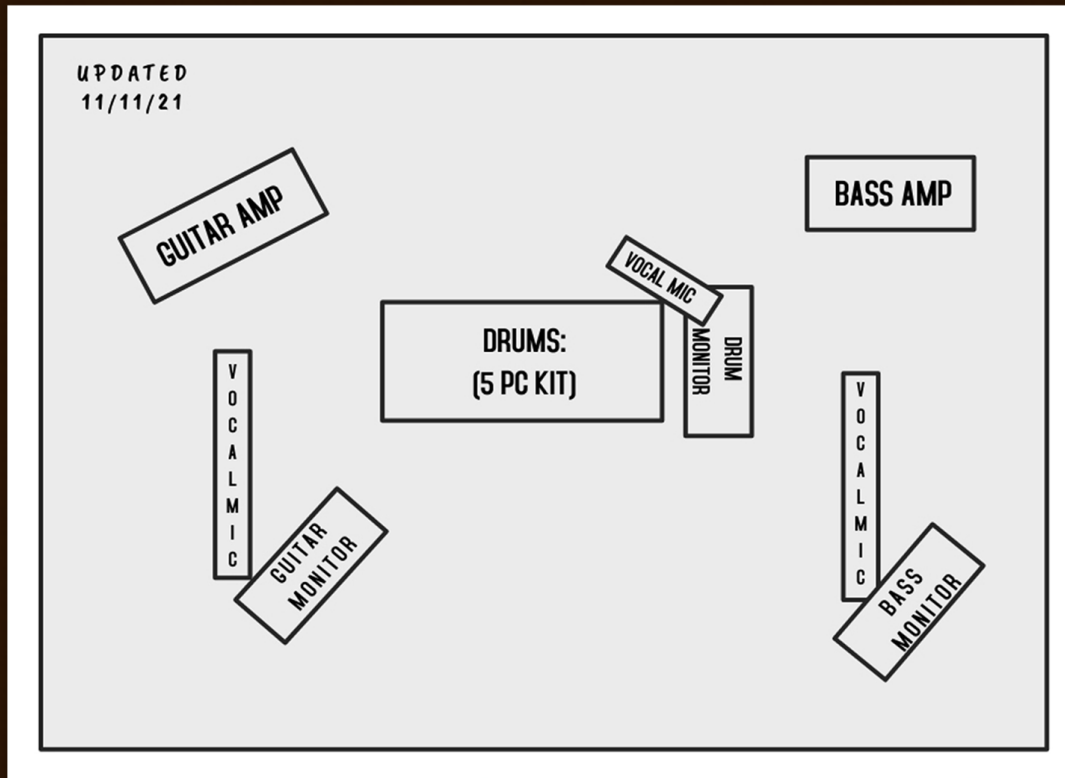 UPDATED
11/11/21
GUITAR AMP
BASS AMP
VOCAL MIC
DRUMS:
(5 PC KIT)
DRUM
MONITOR
VOCALMIC
VOCALMIC
GUITAR
MONITOR
BASS
MONITOR